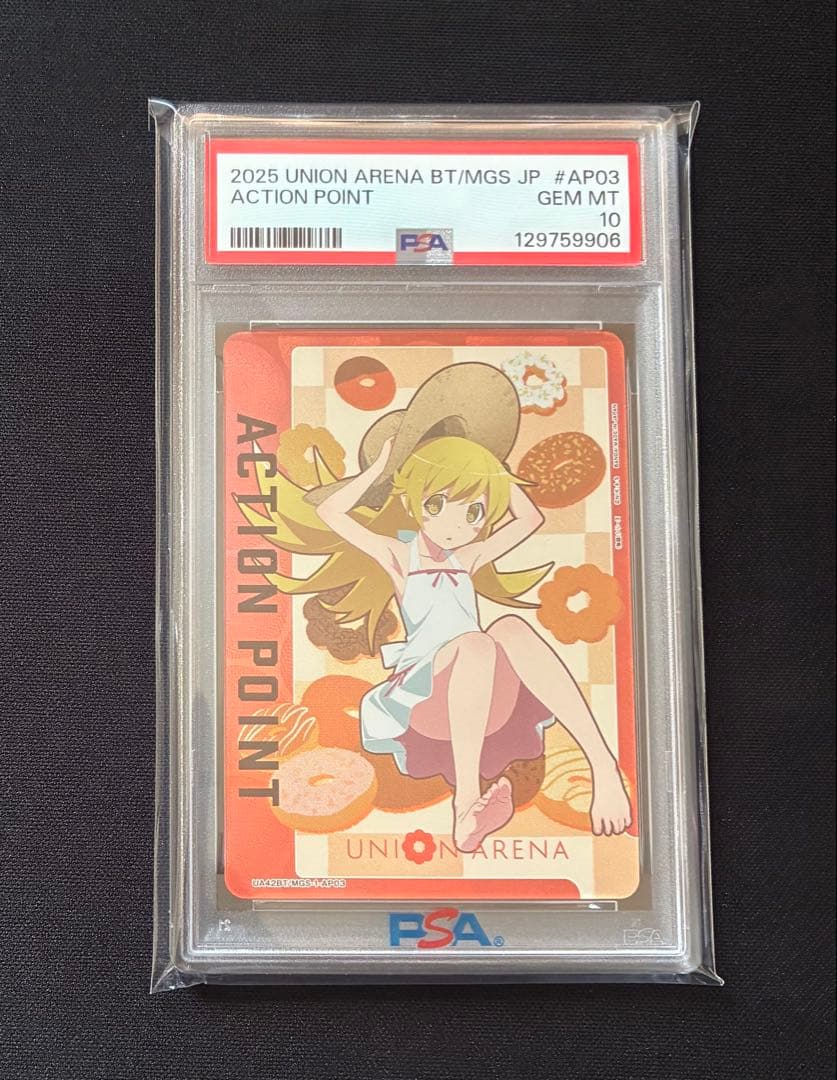 2025 UNION ARENA BT/MGS JP #AP03
ACTION POINT GEM MT
10
PSA 129759906
ACTION POINT
UNION ARENA
UA42BT/MGS-1-AP03
PSA®
PSA